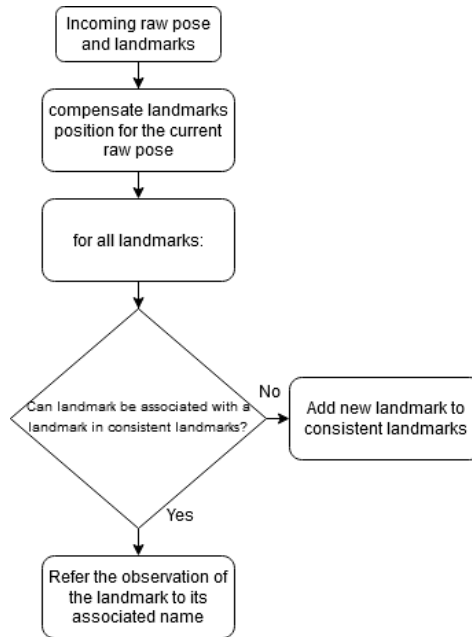 Incoming raw pose
and landmarks
compensate landmarks
position for the current
raw pose
for all landmarks:
Can landmark be associated with a
landmark in consistent landmarks?
No
Add new landmark to
consistent landmarks
Yes
Refer the observation of
the landmark to its
associated name